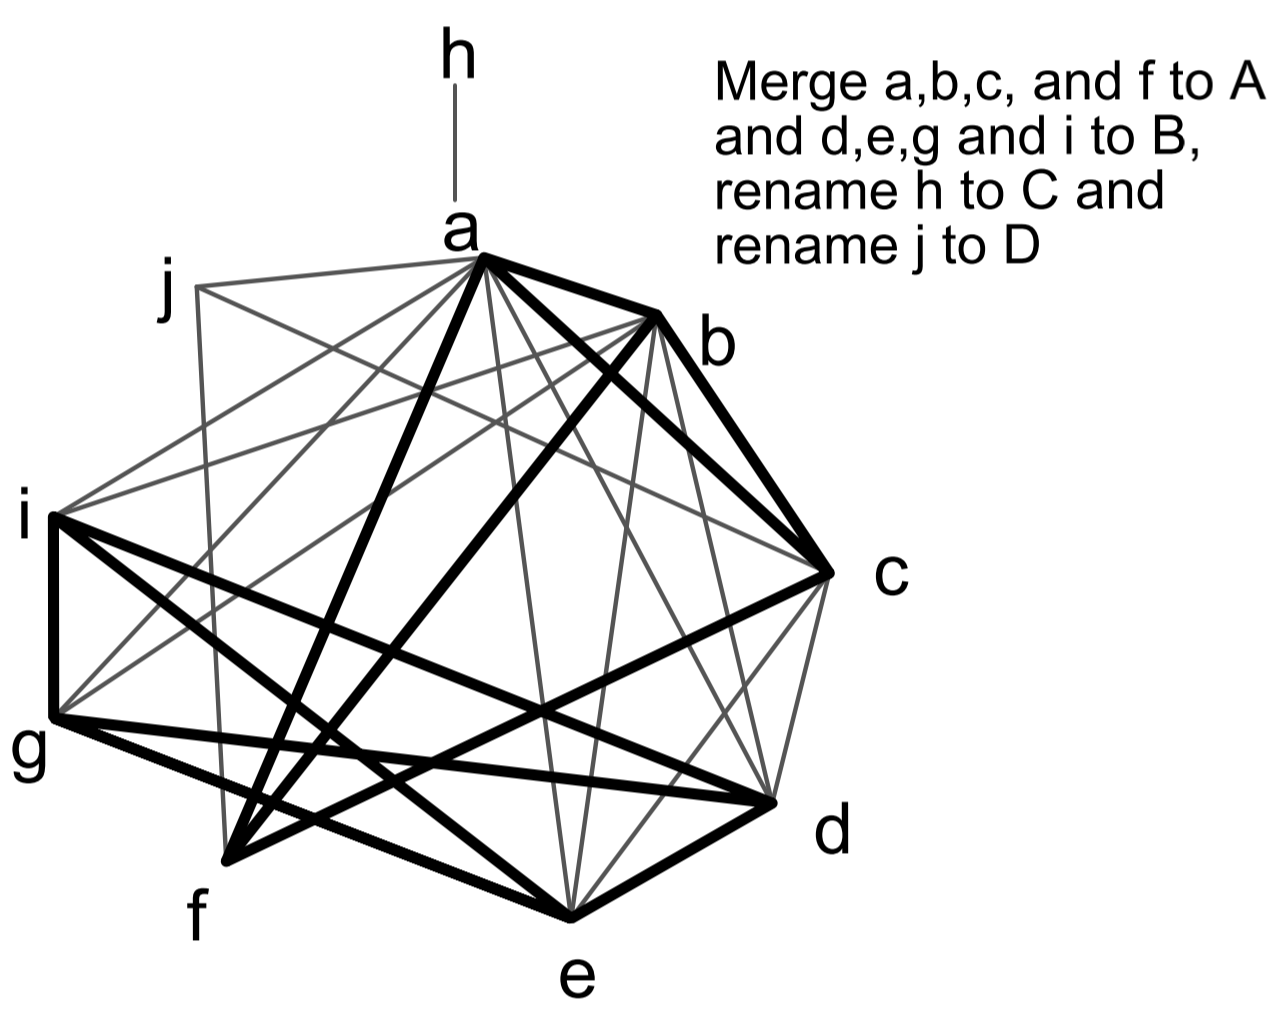 h
Merge a,b,c, and f to A
and d,e,g and i to B,
rename h to C and
rename j to D
a
j
b
i
c
g
d
f
e